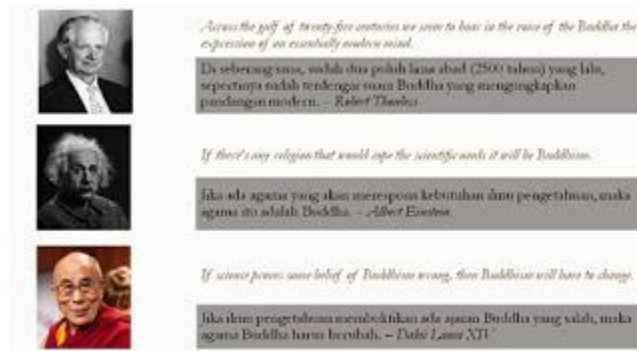 Across the gulf of twenty-five centuries we seem to hear in the voice of the Buddha the
expression of an essentially modern mind.
Di seberang sana, sudah dua puluh lima abad (2500 tahun) yang lalu,
sepertinya sudah terdengar suara Buddha yang mengungkapkan
pandangan modern. – Robert Thouless
If there's any religion that would cope the scientific needs it will be Buddhism.
Jika ada agama yang akan merespons kebutuhan ilmu pengetahuan, maka
agama itu adalah Buddha. – Albert Einstein
If science proves some belief of Buddhism wrong, then Buddhism will have to change.
Jika ilmu pengetahuan membuktikan ada ajaran Buddha yang salah, maka
agama Buddha harus berubah. – Dalai Lama XIV